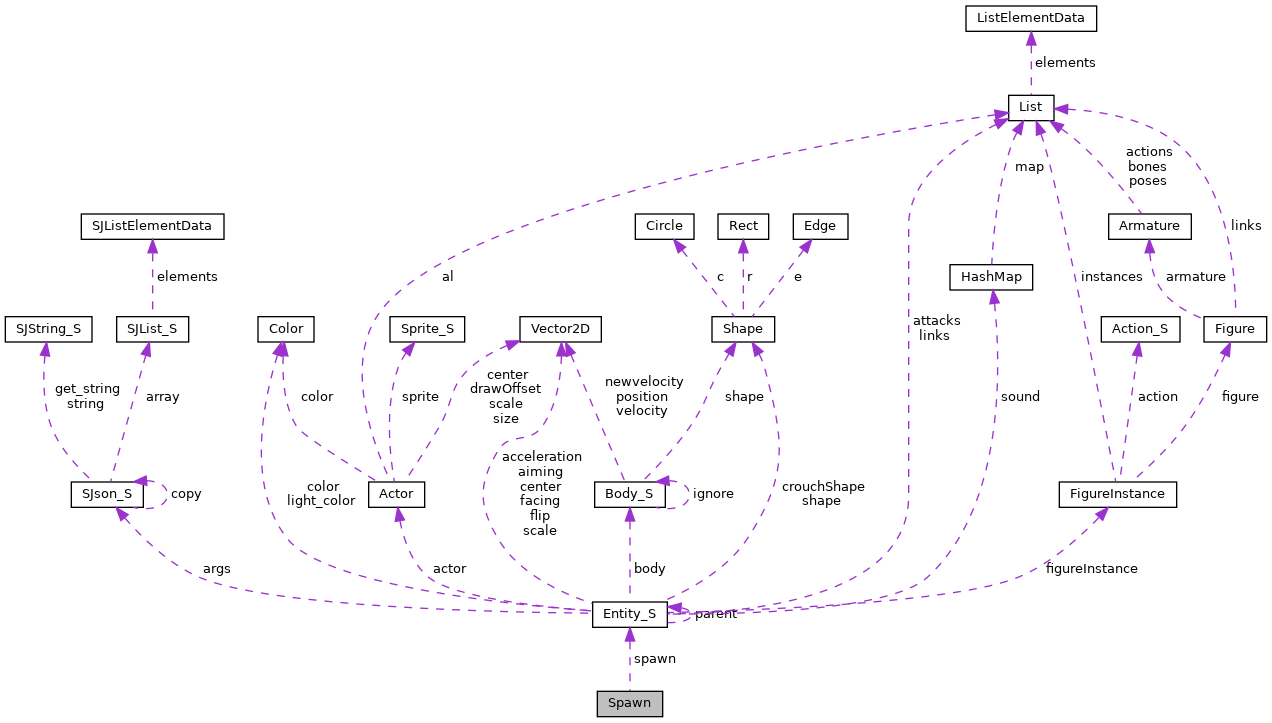 ListElementData
elements
List
actions
bones
poses
map
SJListElementData
Circle
Rect
Edge
Armature
links
al
c
r
e
HashMap
instances
armature
elements
SJString_S
SJList_S
Color
Sprite_S
Vector2D
Shape
attacks
links
Action_S
Figure
get_string
string
array
color
sprite
center
drawOffset
scale
size
newvelocity
position
velocity
shape
sound
action
figure
SJson_S
copy
color
light_color
Actor
acceleration
aiming
center
facing
flip
scale
Body_S
ignore
crouchShape
shape
FigureInstance
args
actor
body
figureInstance
Entity_S
parent
spawn
Spawn